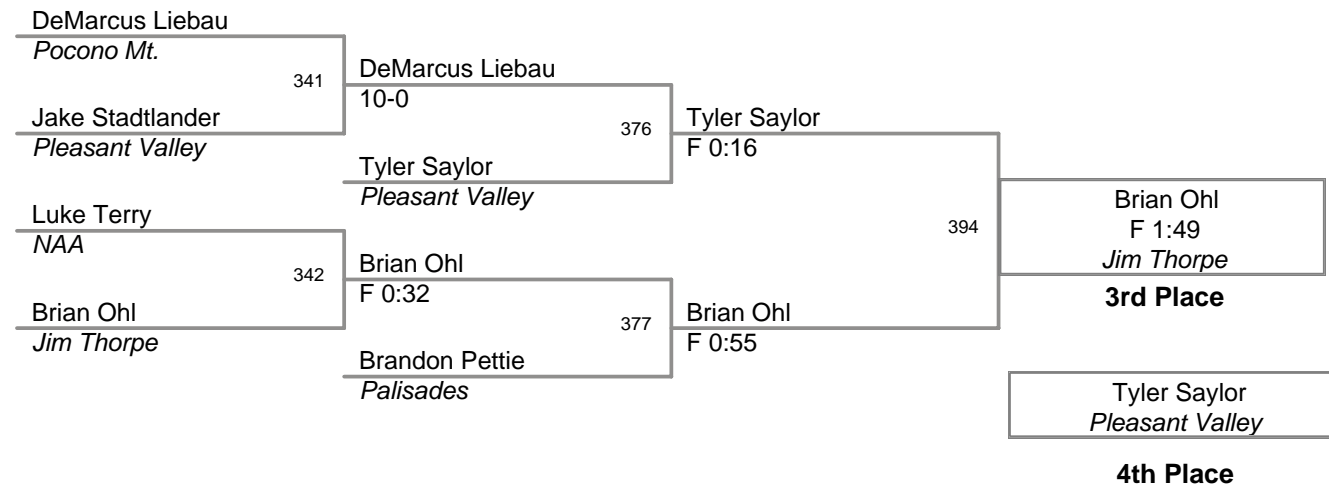 DeMarcus Liebau
Pocono Mt.
341
Jake Stadtlander
Pleasant Valley
Luke Terry
NAA
342
Brian Ohl
Jim Thorpe
DeMarcus Liebau
10-0
376
Tyler Saylor
Pleasant Valley
Brian Ohl
F 0:32
377
Brandon Pettie
Palisades
Tyler Saylor
F 0:16
394
Brian Ohl
F 0:55
Brian Ohl
F 1:49
Jim Thorpe
3rd Place
Tyler Saylor
Pleasant Valley
4th Place